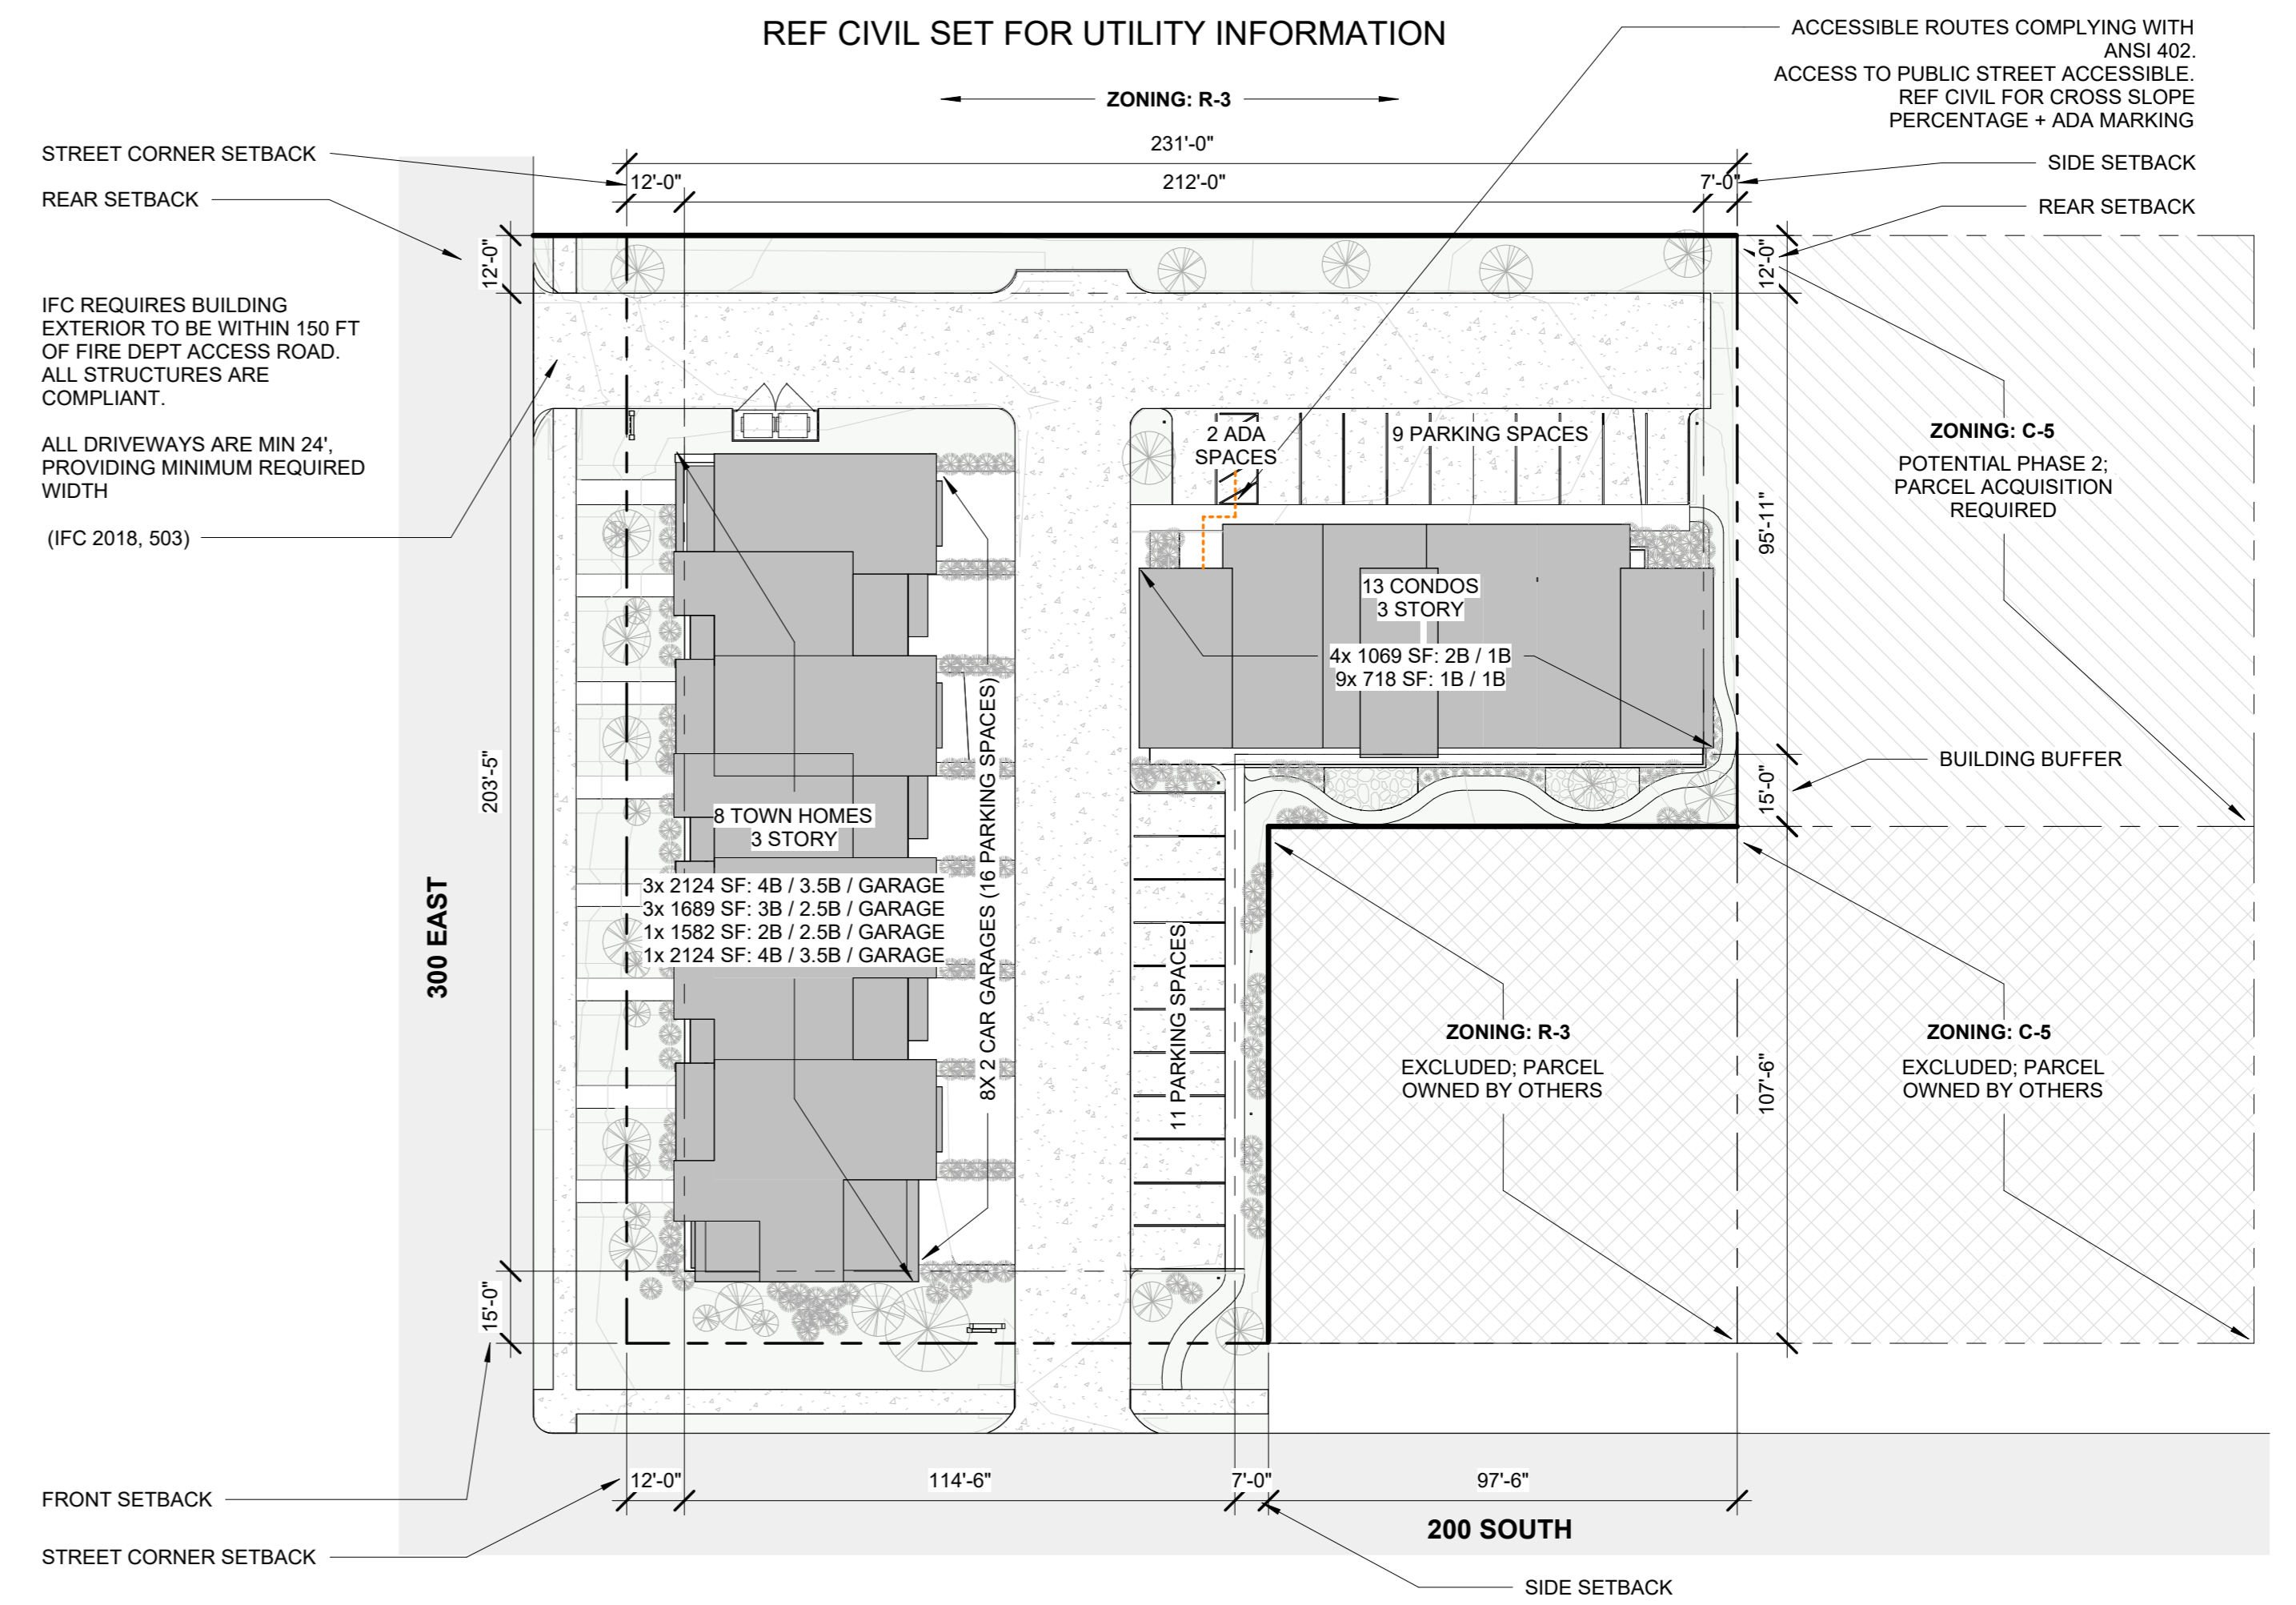 REF CIVIL SET FOR UTILITY INFORMATION
ACCESSIBLE ROUTES COMPLYING WITH
ANSI 402.
ACCESS TO PUBLIC STREET ACCESSIBLE.
REF CIVIL FOR CROSS SLOPE
PERCENTAGE + ADA MARKING
ZONING: R-3
231'-0"
STREET CORNER SETBACK
SIDE SETBACK
12'-0"
212'-0"
7'-0"
REAR SETBACK
REAR SETBACK
12'-0"
12'-0"
IFC REQUIRES BUILDING
EXTERIOR TO BE WITHIN 150 FT
OF FIRE DEPT ACCESS ROAD.
ALL STRUCTURES ARE
COMPLIANT.
ALL DRIVEWAYS ARE MIN 24',
PROVIDING MINIMUM REQUIRED
WIDTH
(IFC 2018, 503)
2 ADA
SPACES
9 PARKING SPACES
ZONING: C-5
POTENTIAL PHASE 2;
PARCEL ACQUISITION
REQUIRED
95'-11"
13 CONDOS
3 STORY
4x 1069 SF: 2B / 1B
9x 718 SF: 1B / 1B
203'-5"
8 TOWN HOMES
3 STORY
3x 2124 SF: 4B / 3.5B / GARAGE
3x 1689 SF: 3B / 2.5B / GARAGE
1x 1582 SF: 2B / 2.5B / GARAGE
1x 2124 SF: 4B / 3.5B / GARAGE
8X 2 CAR GARAGES (16 PARKING SPACES)
11 PARKING SPACES
BUILDING BUFFER
15'-0"
300 EAST
ZONING: R-3
EXCLUDED; PARCEL
OWNED BY OTHERS
ZONING: C-5
EXCLUDED; PARCEL
OWNED BY OTHERS
107'-6"
15'-0"
FRONT SETBACK
12'-0"
114'-6"
7'-0"
97'-6"
200 SOUTH
STREET CORNER SETBACK
SIDE SETBACK